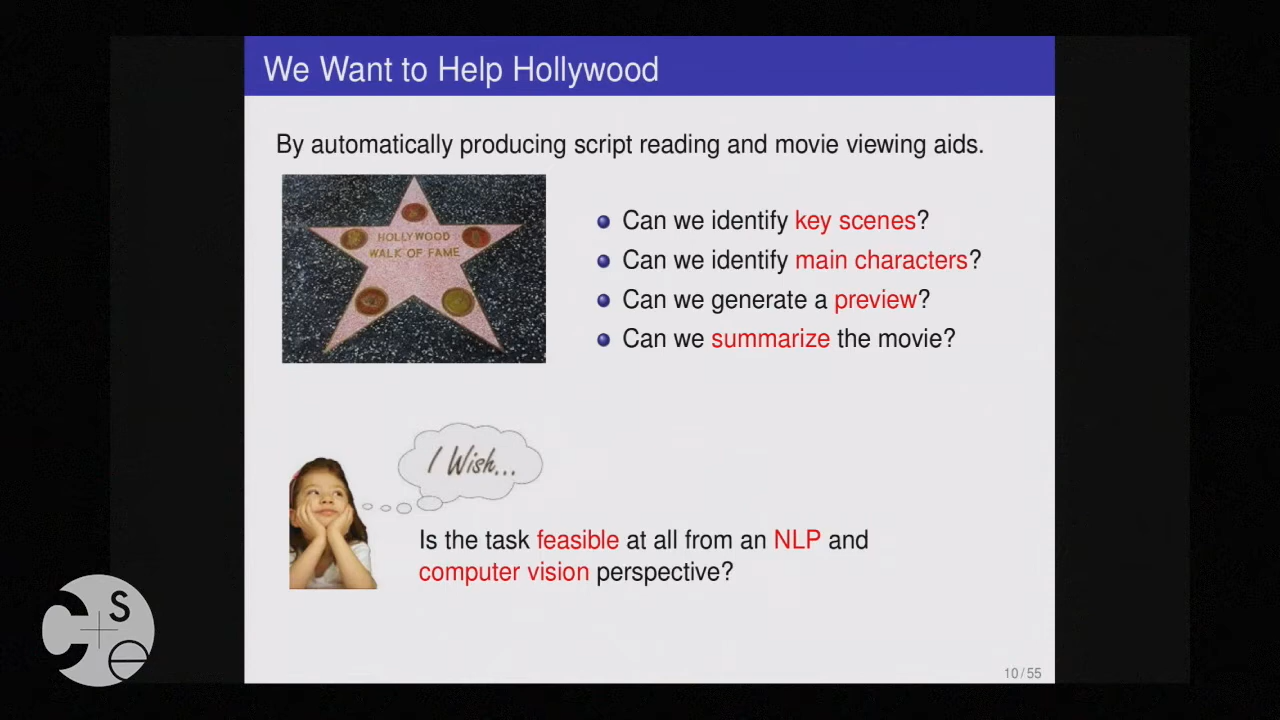 We Want to Help Hollywood
By automatically producing script reading and movie viewing aids.
HOLLYWOOD
WALK OF FAME
Can we identify key scenes?
Can we identify main characters?
Can we generate a preview?
Can we summarize the movie?
I Wish...
Is the task feasible at all from an NLP and
computer vision perspective?
C S e
10/55